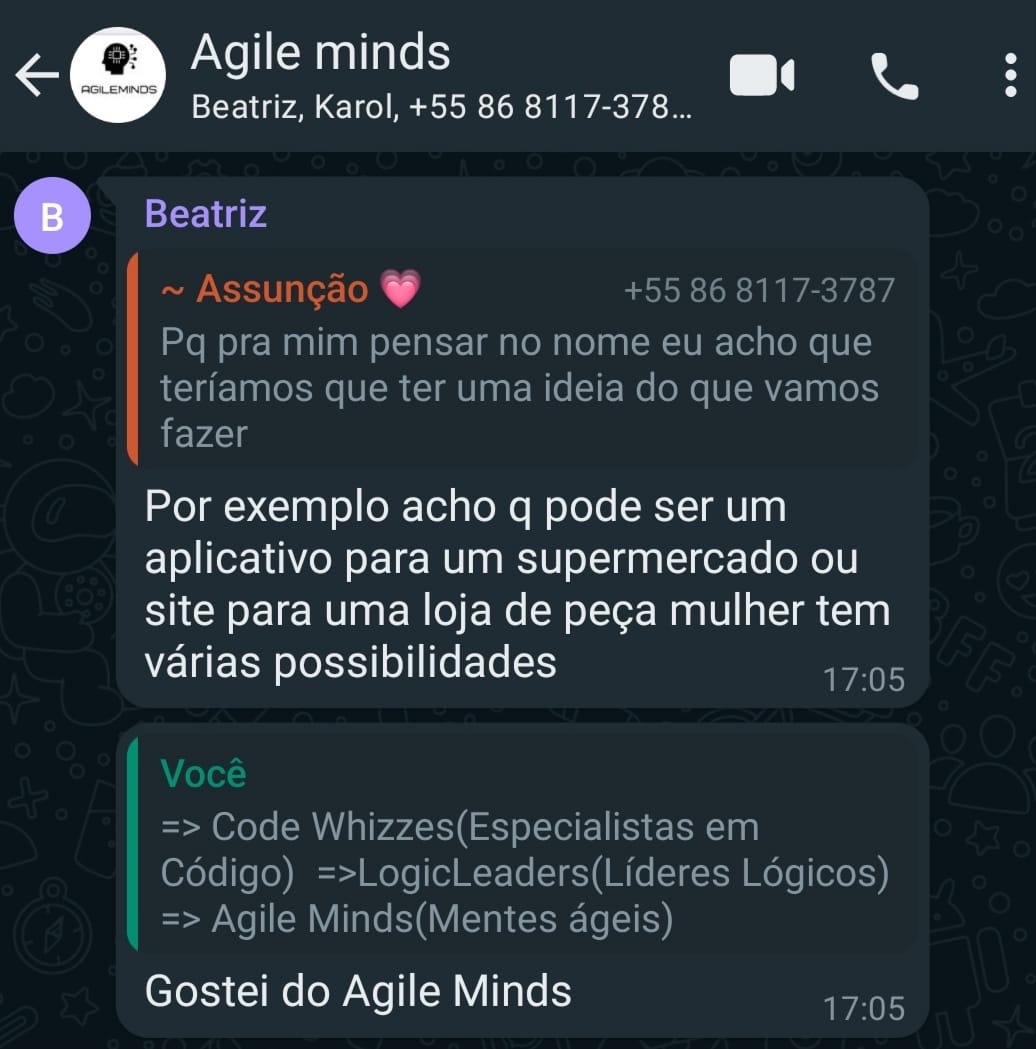 Agile minds
AGILEMINDS
Beatriz, Karol, +55 86 8117-378...
B
Beatriz
~ Assunção 💗 +55 86 8117-3787
Pq pra mim pensar no nome eu acho que
teríamos que ter uma ideia do que vamos
fazer
Por exemplo acho q pode ser um
aplicativo para um supermercado ou
site para uma loja de peça mulher tem
várias possibilidades
17:05
Você
=> Code Whizzes(Especialistas em
Código)  =>LogicLeaders(Líderes Lógicos)
=> Agile Minds(Mentes ágeis)
Gostei do Agile Minds
17:05